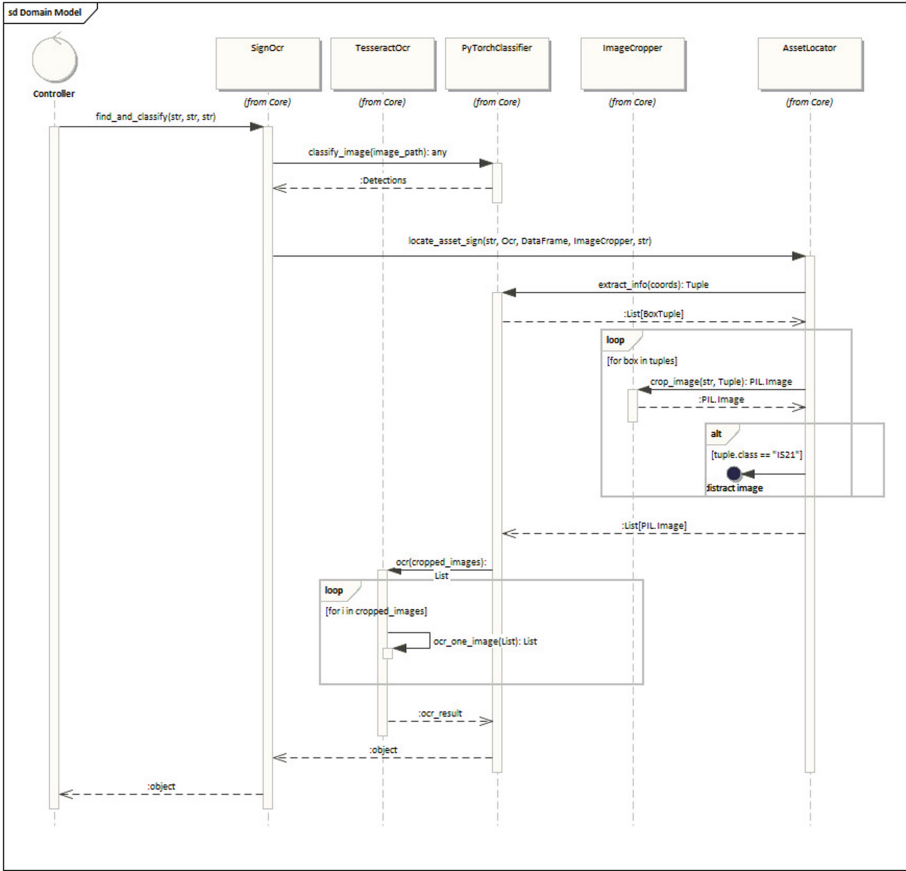 sd Domain Model
SignOcr
TesseractOcr
PyTorchClassifier
ImageCropper
AssetLocator
Controller
(from Core)
(from Core)
(from Core)
(from Core)
(from Core)
find_and_classify(str, str, str)
classify_image(image_path): any
:Detections
locate_asset_sign(str, Ocr, DataFrame, ImageCropper, str)
extract_info(coords): Tuple
:List[BoxTuple]
loop
[for box in tuples]
crop_image(str, Tuple): PIL.Image
:PIL.Image
alt
[tuple.class == "IS21"]
distract image
:List[PIL.Image]
ocr(cropped_images):
List
loop
[for i in cropped_images]
ocr_one_image(List): List
:ocr_result
:object
:object